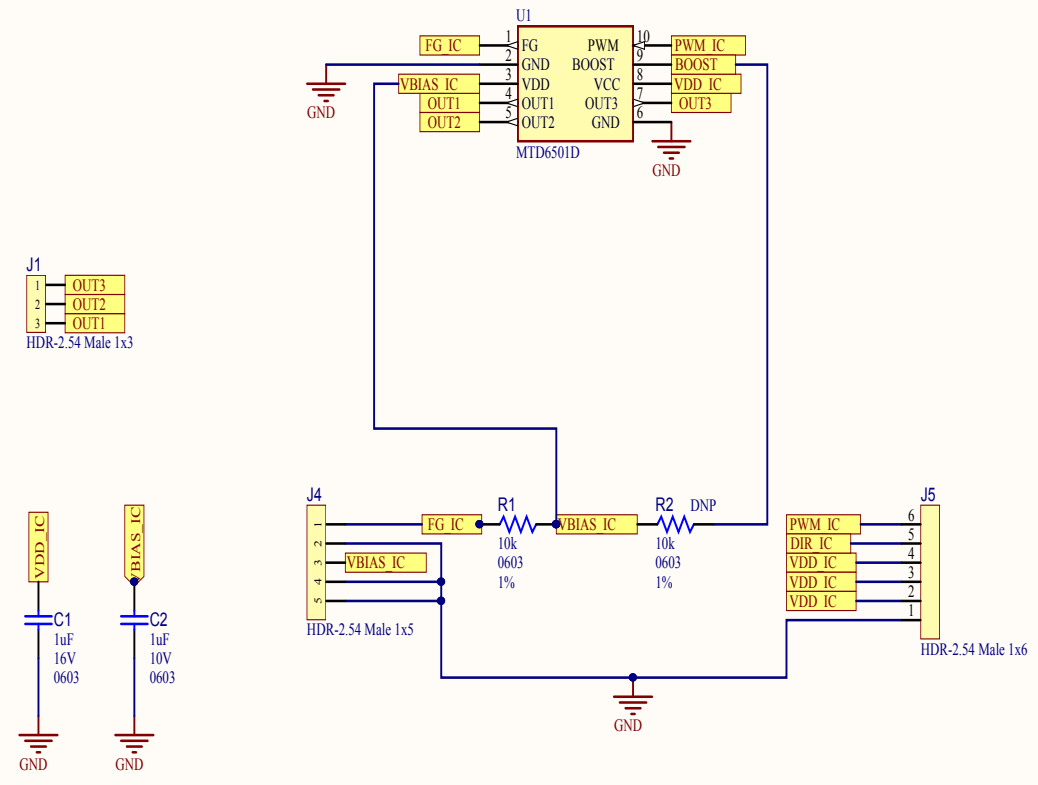 U1
1 FG
2 GND
3 VDD
4 OUT1
5 OUT2
PWM 10
BOOST 9
VCC 8
OUT3 7
GND 6
FG_IC
VBIAS_IC
OUT1
OUT2
PWM_IC
BOOST
VDD_IC
OUT3
GND
GND
MTD6501D
J1
1 OUT3
2 OUT2
3 OUT1
HDR-2.54 Male 1x3
VDD_IC
C1
1uF
16V
0603
GND
VBIAS_IC
C2
1uF
10V
0603
GND
J4
1
2
3
4
5
FG_IC
VBIAS_IC
HDR-2.54 Male 1x5
R1
10k
0603
1%
VBIAS_IC
R2
DNP
10k
0603
1%
GND
J5
PWM_IC 6
DIR_IC 5
VDD_IC 4
VDD_IC 3
VDD_IC 2
1
HDR-2.54 Male 1x6